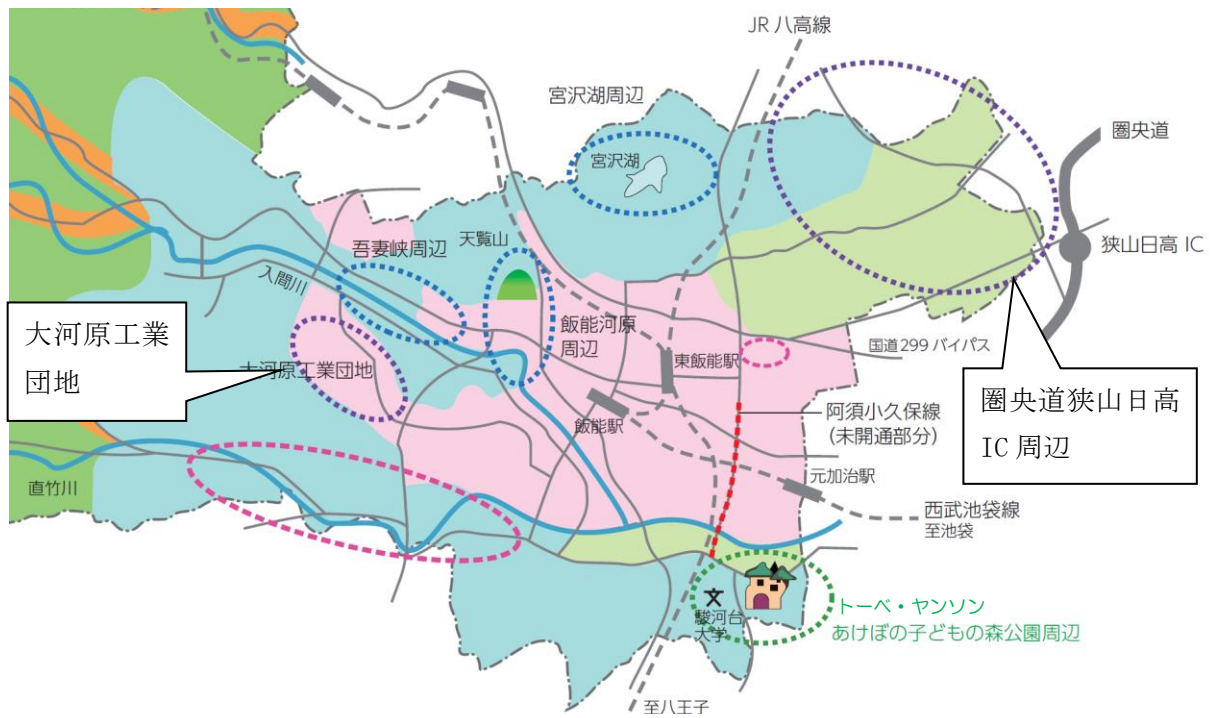 JR 八高線
宮沢湖周辺
宮沢湖
圏央道
狭山日高 IC
天覧山
吾妻峡周辺
入間川
大河原工業
団地
大河原工業団地
飯能河原
周辺
東飯能駅
国道299 バイパス
圏央道狭山日高
IC 周辺
飯能駅
阿須小久保線
(未開通部分)
元加治駅
直竹川
西武池袋線
至池袋
駿河台
大学
トーベ・ヤンソン
あけぼの子どもの森公園周辺
至八王子